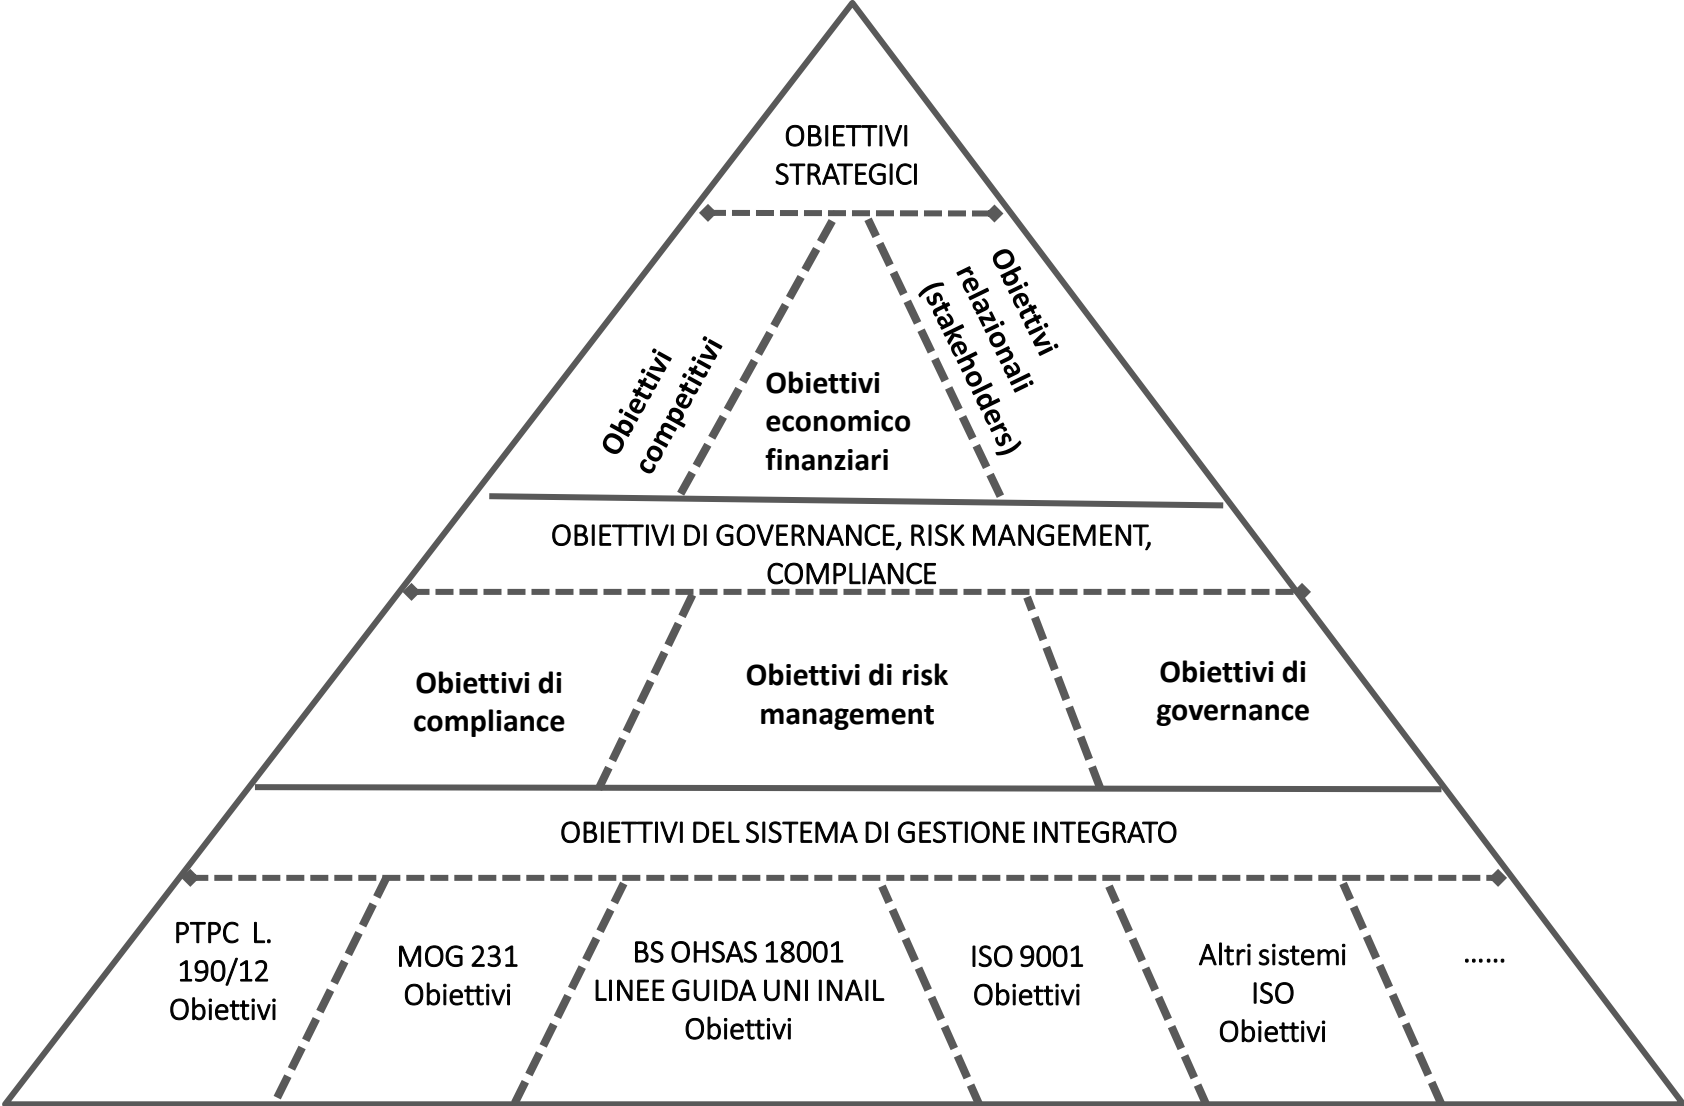 OBIETTIVI
STRATEGICI
Obiettivi
competitivi
Obiettivi
economico
finanziari
Obiettivi
relazionali
(stakeholders)
OBIETTIVI DI GOVERNANCE, RISK MANGEMENT,
COMPLIANCE
Obiettivi di
compliance
Obiettivi di risk
management
Obiettivi di
governance
OBIETTIVI DEL SISTEMA DI GESTIONE INTEGRATO
PTPC L.
190/12
Obiettivi
MOG 231
Obiettivi
BS OHSAS 18001
LINEE GUIDA UNI INAIL
Obiettivi
ISO 9001
Obiettivi
Altri sistemi
ISO
Obiettivi
......